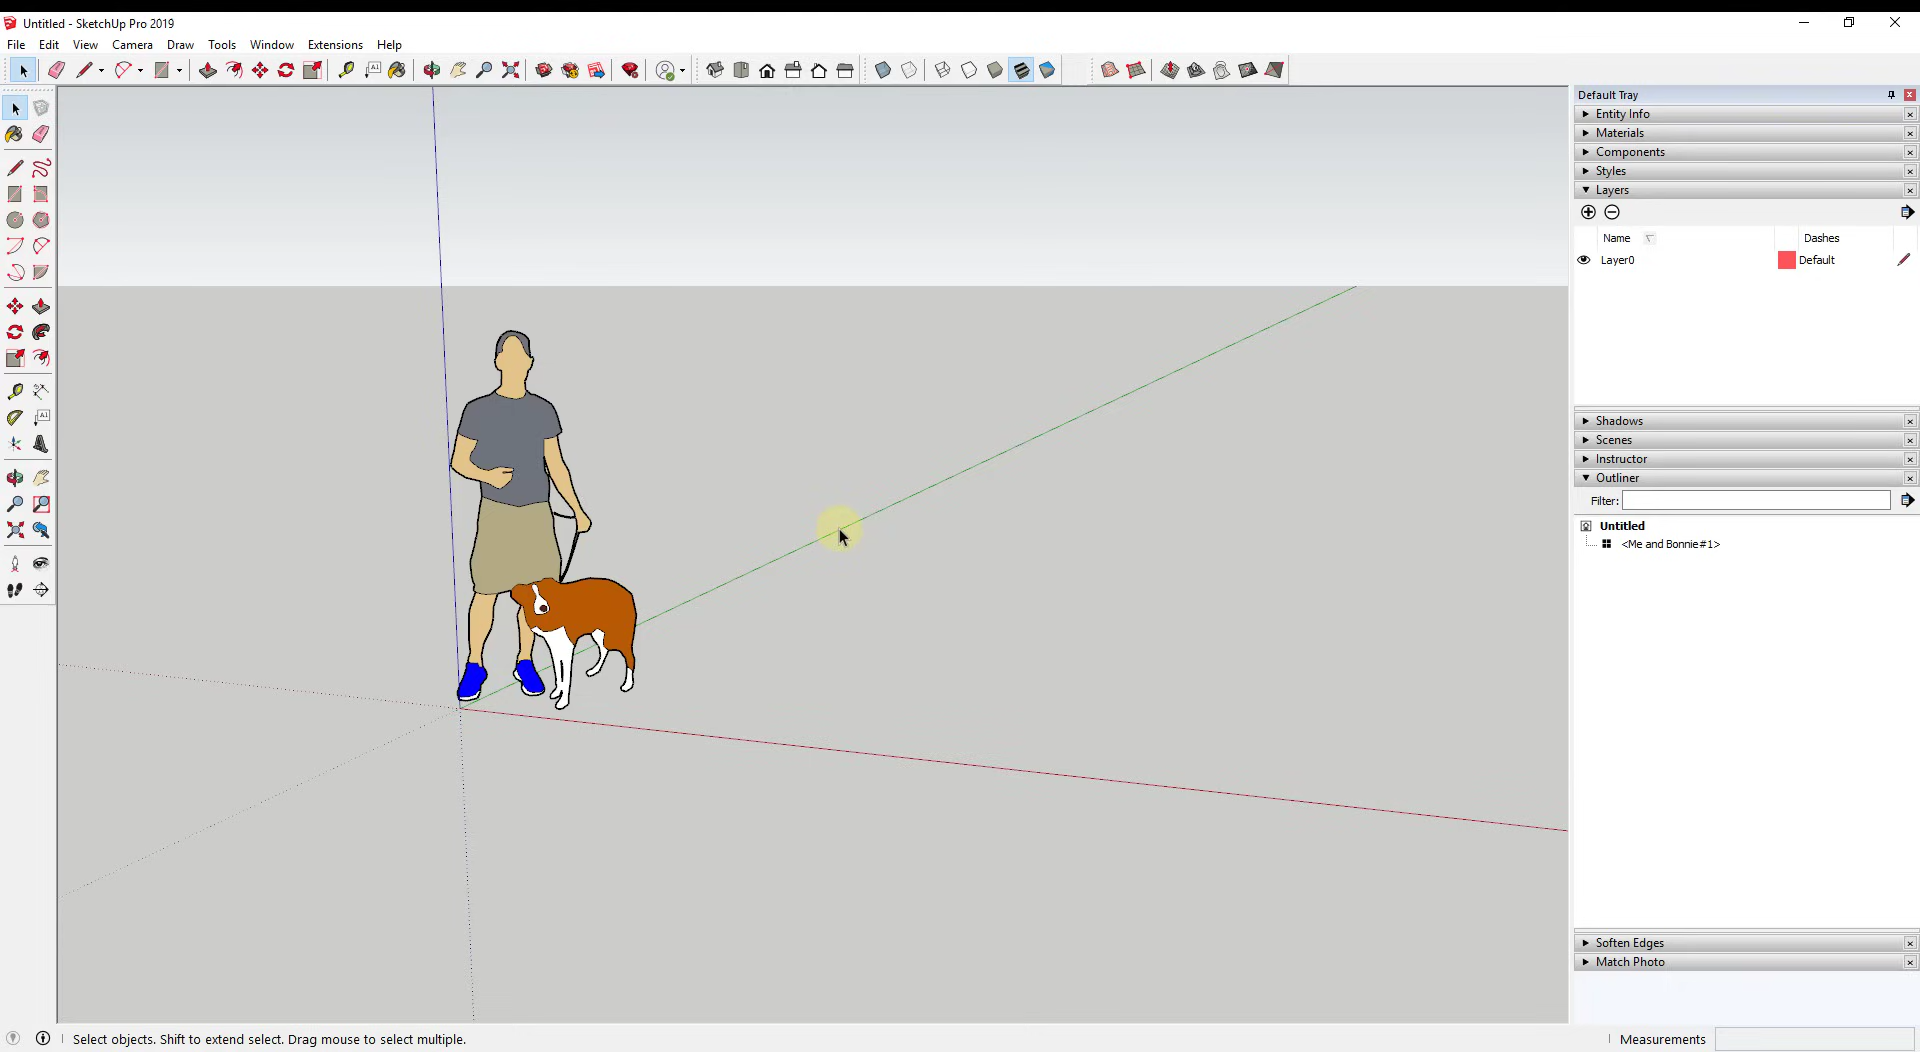 Untitled - SketchUp Pro 2019
File Edit View Camera Draw Tools Window Extensions Help
A1
Default Tray
Entity Info
Materials
Components
Styles
Layers
Name Dashes
Layer0 Default
A1
Shadows
Scenes
Instructor
Outliner
Filter:
Untitled
<Me and Bonnie#1>
Soften Edges
Match Photo
Select objects. Shift to extend select. Drag mouse to select multiple. Measurements